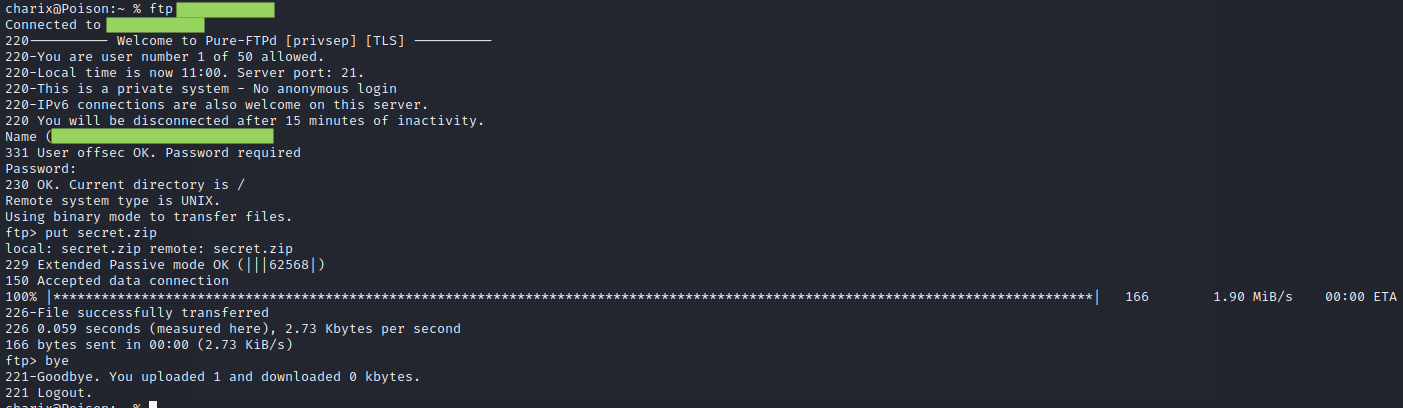 charix@Poison:~ % ftp
Connected to
220---------- Welcome to Pure-FTPd [privsep] [TLS] ----------
220-You are user number 1 of 50 allowed.
220-Local time is now 11:00. Server port: 21.
220-This is a private system - No anonymous login
220-IPv6 connections are also welcome on this server.
220 You will be disconnected after 15 minutes of inactivity.
Name (
331 User offsec OK. Password required
Password:
230 OK. Current directory is /
Remote system type is UNIX.
Using binary mode to transfer files.
ftp> put secret.zip
local: secret.zip remote: secret.zip
229 Extended Passive mode OK (|||62568|)
150 Accepted data connection
100% |**********************************************************************************************************************************| 166 1.90 MiB/s 00:00 ETA
226-File successfully transferred
226 0.059 seconds (measured here), 2.73 Kbytes per second
166 bytes sent in 00:00 (2.73 KiB/s)
ftp> bye
221-Goodbye. You uploaded 1 and downloaded 0 kbytes.
221 Logout.
charix@Poison:~ %